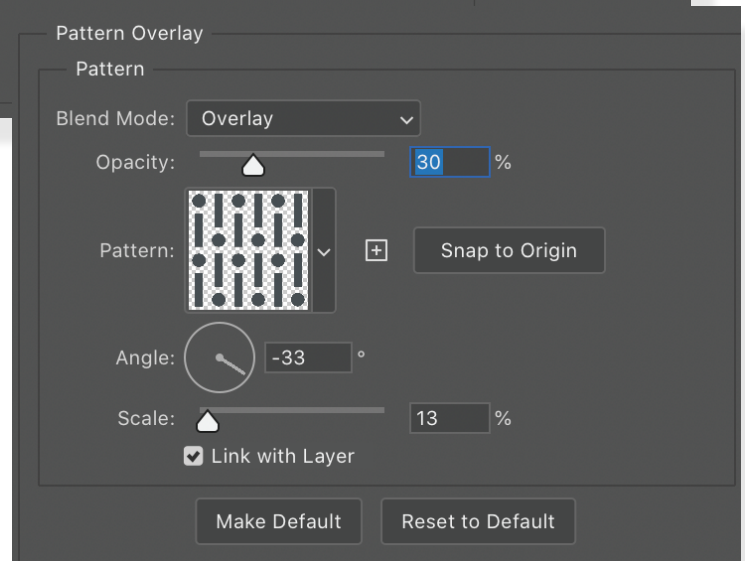 Pattern Overlay
Pattern
Blend Mode: Overlay
Opacity: 30 %
Pattern: Snap to Origin
Angle: -33 °
Scale: 13 %
Link with Layer
Make Default Reset to Default